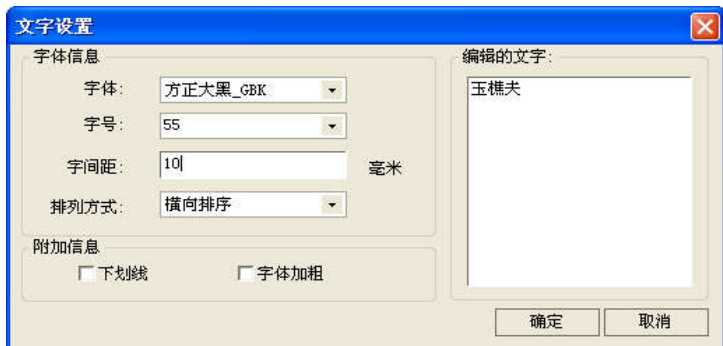 文字设置
字体信息
字体: 方正大黑_GBK
字号: 55
字间距: 10 毫米
排列方式: 横向排序
附加信息
下划线 字体加粗
编辑的文字:
玉樵夫
确定 取消